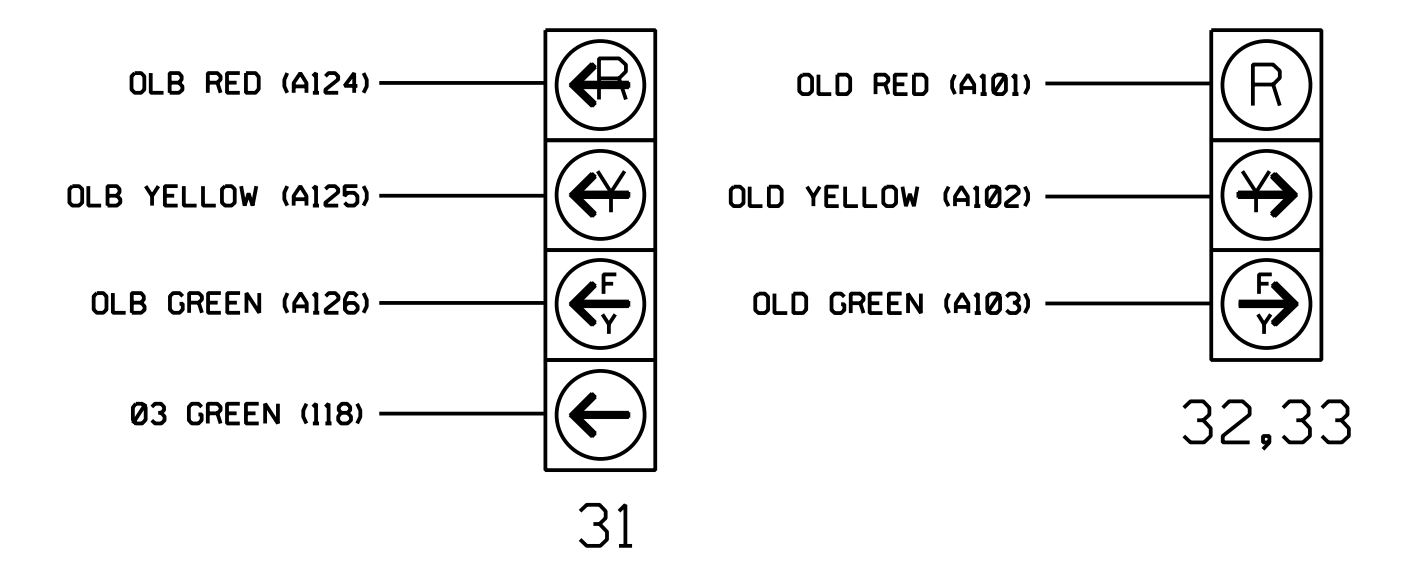 OLB RED (A124)
R
OLB YELLOW (A125)
Y
OLB GREEN (A126)
F
Y
Ø3 GREEN (118)
31
OLD RED (A101)
R
OLD YELLOW (A102)
Y
OLD GREEN (A103)
F
Y
32,33